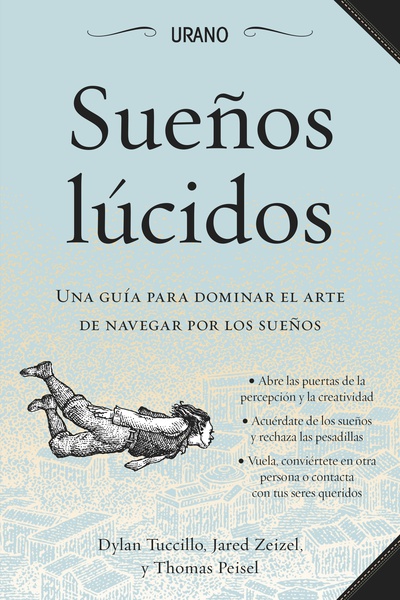 URANO
Sueños
lúcidos
UNA GUÍA PARA DOMINAR EL ARTE
DE NAVEGAR POR LOS SUEÑOS
• Abre las puertas de la
percepción y la creatividad
• Acuérdate de los sueños
y rechaza las pesadillas
• Vuela, conviértete en otra
persona o contacta
con tus seres queridos
Dylan Tuccillo, Jared Zeizel,
y Thomas Peisel